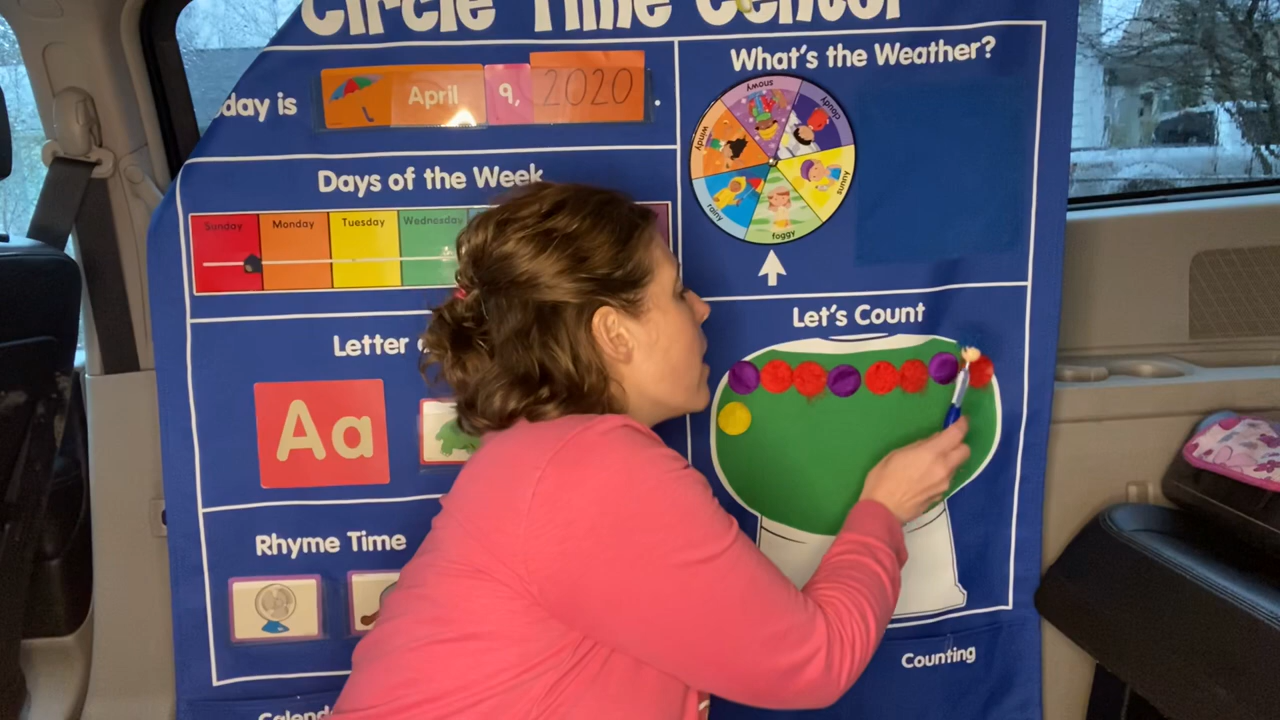 Circle Time Center
day is
April
9,
2020
.
Days of the Week
Sunday
Monday
Tuesday
Wednesday
Letter
Aa
Rhyme Time
What's the Weather?
snowy
cloudy
sunny
foggy
rainy
windy
Let's Count
Counting
Calend